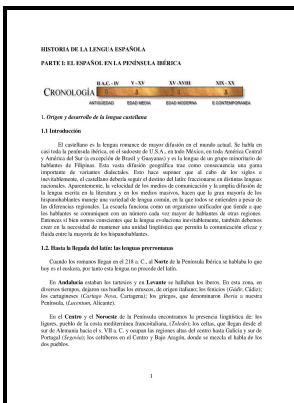 HISTORIA DE LA LENGUA ESPAÑOLA
PARTE I: EL ESPAÑOL EN LA PENÍNSULA IBÉRICA
CRONOLOGÍA
II A.C. - IV V - XV XV -XVIII XIX - XX
ANTIGÜEDAD EDAD MEDIA EDAD MODERNA E CONTEMPORÁNEA
1. Origen y desarrollo de la lengua castellana
1.1 Introducción
El castellano es la lengua romance de mayor difusión en el mundo actual. Se habla en
casi toda la península ibérica, en el sudoeste de U.S.A., en todo México, en toda América Central
y América del Sur (a excepción de Brasil y Guayanas) y es la lengua de un grupo minoritario de
hablantes de Filipinas. Esta vasta difusión geográfica trae como consecuencia una gama
importante de variantes dialectales. Esto hace suponer que al cabo de los siglos e
inevitablemente, el castellano debería seguir el destino del latín: fraccionarse en distintas lenguas
nacionales. Aparentemente, la velocidad de los medios de comunicación y la amplia difusión de
la lengua escrita en la literatura y en los medios masivos, hacen que la gran mayoría de los
hispanohablantes maneje una variedad de lengua común, en la que todos se entienden a pesar de
las diferencias regionales. La escuela funciona como un organismo unificador que tiende a que
los hablantes se comuniquen con un número cada vez mayor de hablantes de otras regiones.
Entonces si bien somos conscientes que la lengua evoluciona inevitablemente, también debemos
creer en la necesidad de mantener una unidad lingüística que permita la comunicación eficaz y
fluida entre la mayoría de los hispanohablantes.
1.2. Hasta la llegada del latín: las lenguas prerromanas
Cuando los romanos llegan en el 218 a. C., al Norte de la Península Ibérica se hablaba lo que
hoy es el euskera, por tanto esta lengua no procede del latín.
En Andalucía estaban los tartesios y en Levante se hallaban los iberos. En esta zona, en
diversos tiempos, dejaron sus huellas los etruscos, de origen italiano; los fenicios (Gádir, Cádiz);
los cartagineses (Cartago Nova, Cartagena); los griegos, que denominaron Iberia a nuestra
Península, (Lucentum, Alicante).
En el Centro y el Noroeste de la Península encontramos la presencia lingüística de: los
ligures, pueblo de la costa mediterránea francoitaliana, (Toledo); los celtas, que llegan desde el
sur de Alemania hacia el s. VII a. C. y ocupan las regiones altas del centro hasta Galicia y sur de
Portugal (Segovia); los celtíberos en el Centro y Bajo Aragón, donde se mezcla el habla de los
dos pueblos.
1